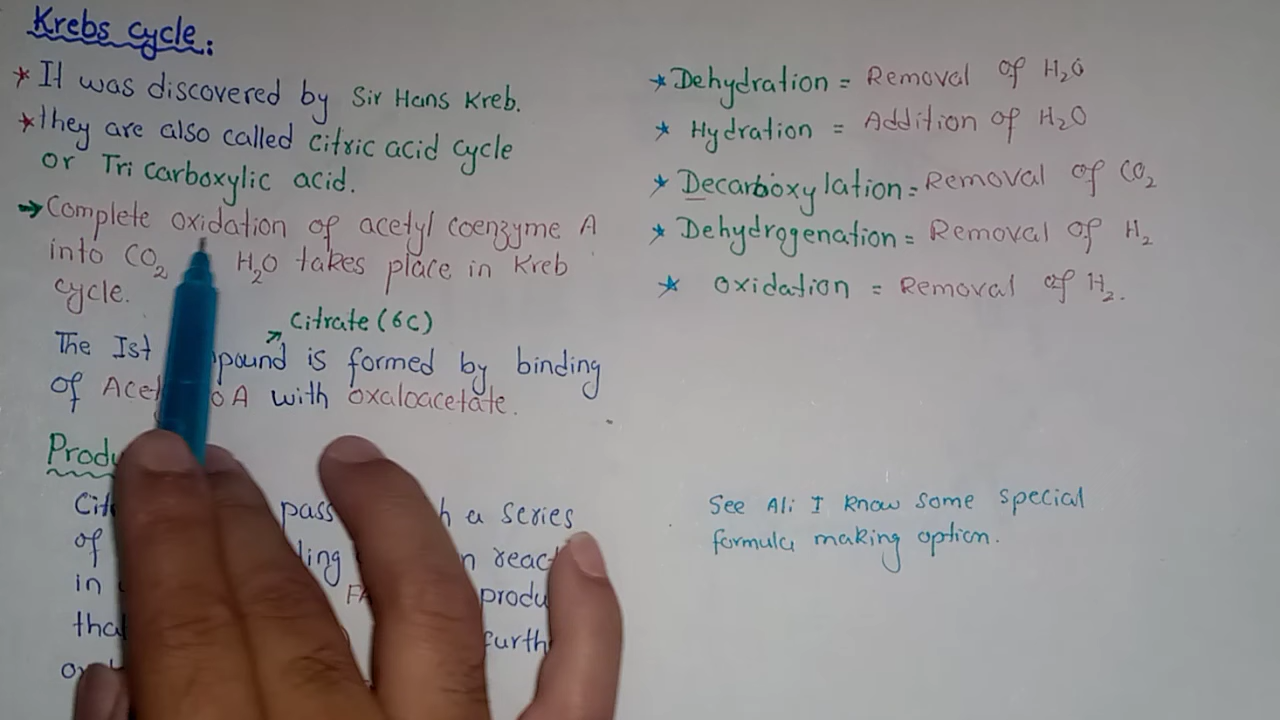 Krebs cycle:
* It was discovered by Sir Hans Kreb.
* they are also called Citric acid cycle
or Tri carboxylic acid.
→ Complete oxidation of acetyl coenzyme A
into CO2 H2O takes place in Kreb
cycle.
Citrate (6C)
The Ist pound is formed by binding
of Acet o A with oxaloacetate.
Produ
Cit pass h a series
of ling n reac
in FA produ
tha furth
* Dehydration = Removal of H2O
* Hydration = Addition of H2O
* Decarboxylation = Removal of CO2
* Dehydrogenation = Removal of H2
* Oxidation = Removal of H2.
See Ali I know some special
formula making option.